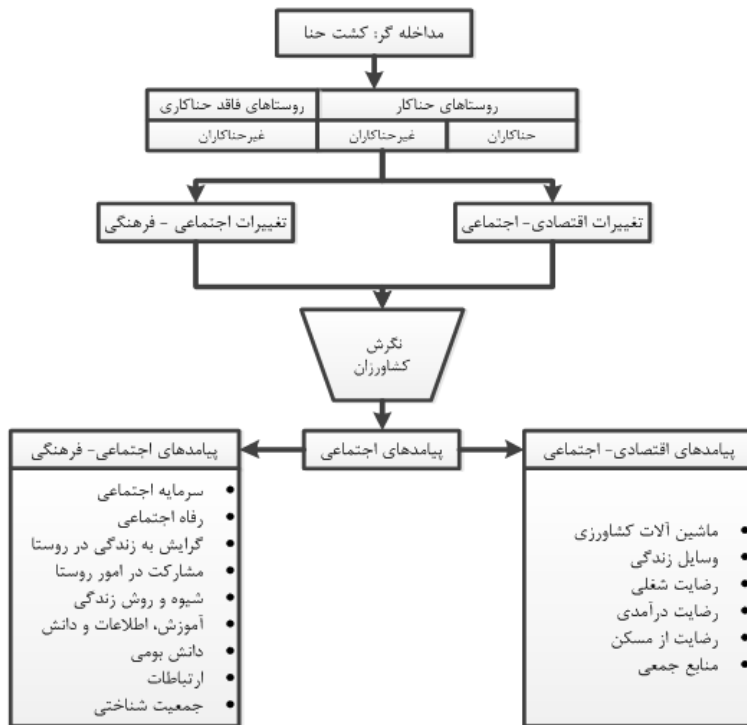 مداخله گر: کشت حنا
روستاهای حناکار
روستاهای فاقد حناکاری
حناکاران
غیرحناکاران
غیرحناکاران
تغییرات اقتصادی- اجتماعی
تغییرات اجتماعی - فرهنگی
نگرش
کشاورزان
پیامدهای اقتصادی- اجتماعی
پیامدهای اجتماعی
پیامدهای اجتماعی- فرهنگی
• ماشین آلات کشاورزی
• وسایل زندگی
• رضایت شغلی
• رضایت درآمدی
• رضایت از مسکن
• منابع جمعی
• سرمایه اجتماعی
• رفاه اجتماعی
• گرایش به زندگی در روستا
• مشارکت در امور روستا
• شیوه و روش زندگی
• آموزش، اطلاعات و دانش
• دانش بومی
• ارتباطات
• جمعیت شناختی